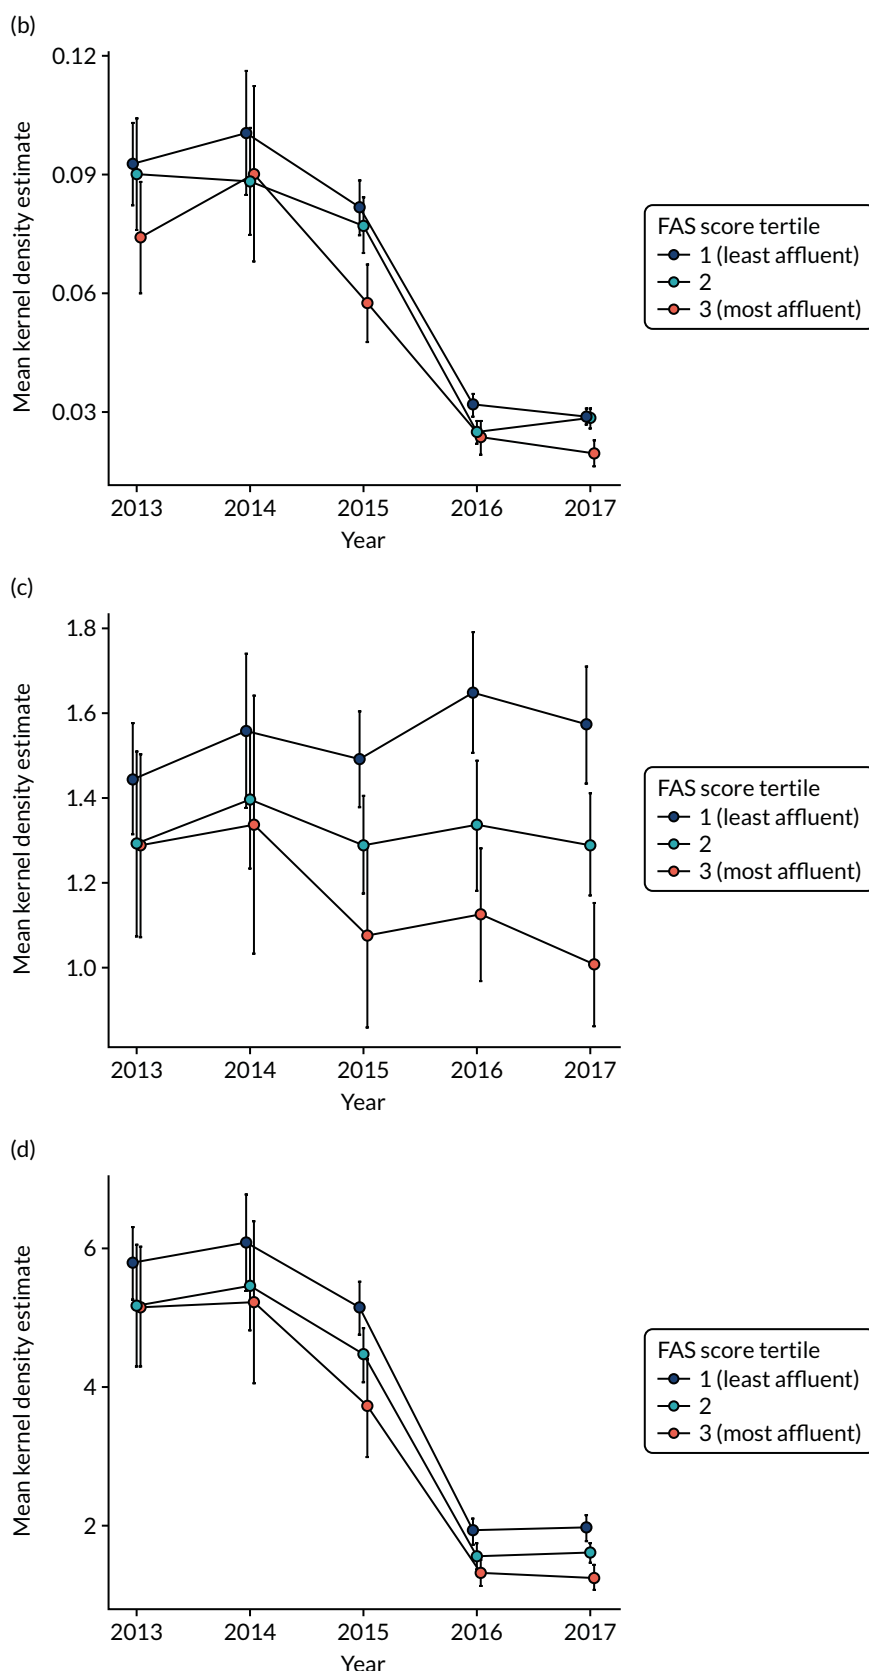 (b)
Mean kernel density estimate
0.12
0.09
0.06
0.03
2013 2014 2015 2016 2017
Year
FAS score tertile
1 (least affluent)
2
3 (most affluent)
(c)
Mean kernel density estimate
1.8
1.6
1.4
1.2
1.0
2013 2014 2015 2016 2017
Year
FAS score tertile
1 (least affluent)
2
3 (most affluent)
(d)
Mean kernel density estimate
6
4
2
2013 2014 2015 2016 2017
Year
FAS score tertile
1 (least affluent)
2
3 (most affluent)